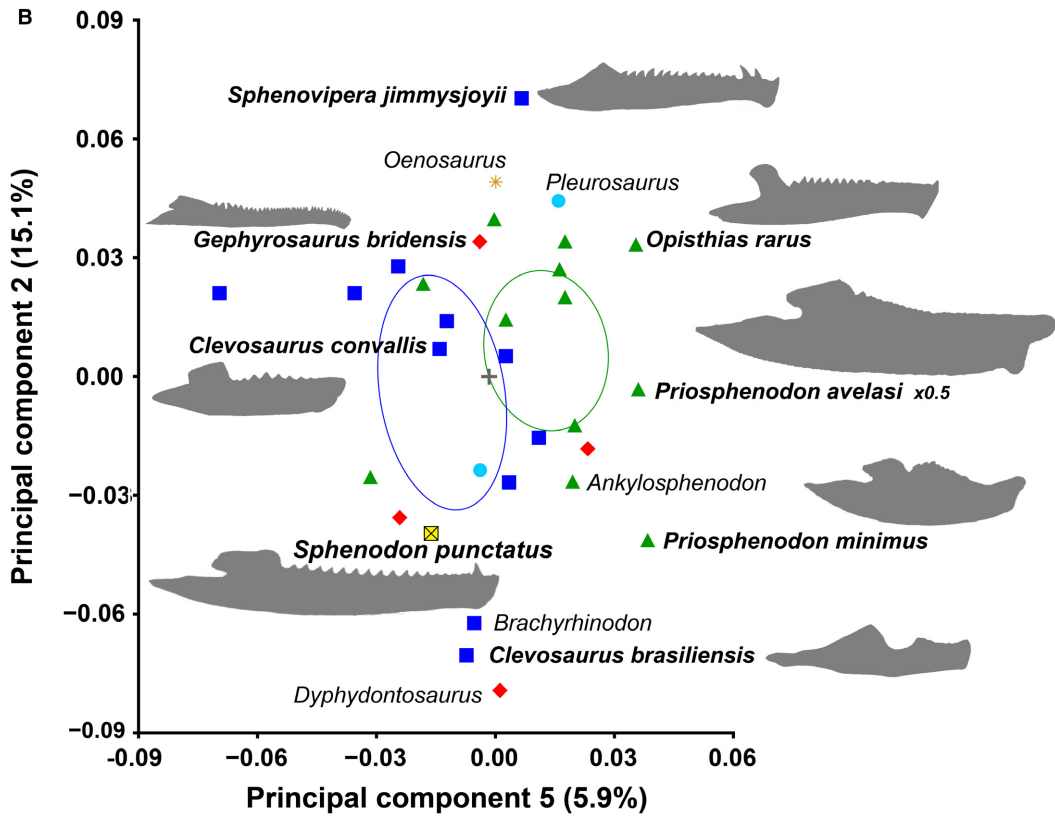 B
0.09
Sphenovipera jimmysjoyii
0.06
Oenosaurus
Pleurosaurus
Gephyrosaurus bridensis
Opisthias rarus
0.03
Clevosaurus convallis
0.00
Priosphenodon avelasi x0.5
Ankylosphenodon
−0.03
Sphenodon punctatus
Priosphenodon minimus
−0.06
Brachyrhinodon
Clevosaurus brasiliensis
Dyphydontosaurus
−0.09
-0.09
−0.06
−0.03
0.00
0.03
0.06
Principal component 5 (5.9%)
Principal component 2 (15.1%)